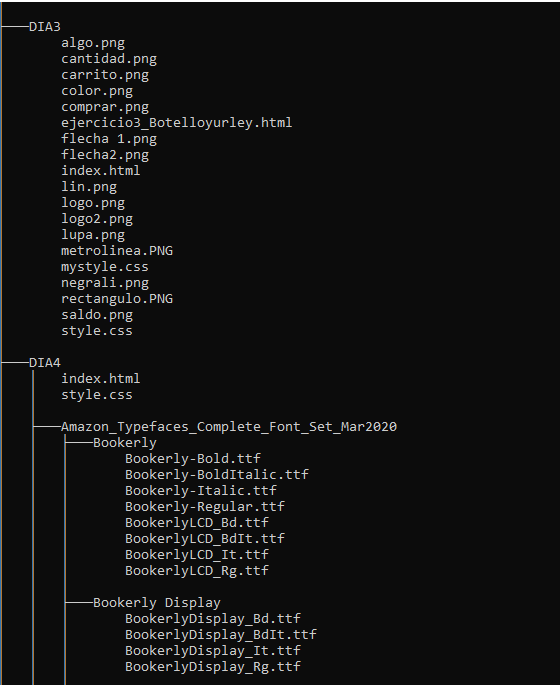 DIA3
algo.png
cantidad.png
carrito.png
color.png
comprar.png
ejercicio3_Botelloyurley.html
flecha 1.png
flecha2.png
index.html
lin.png
logo.png
logo2.png
lupa.png
metrolinea.PNG
mystyle.css
negrali.png
rectangulo.PNG
saldo.png
style.css
DIA4
index.html
style.css
Amazon_Typefaces_Complete_Font_Set_Mar2020
Bookerly
Bookerly-Bold.ttf
Bookerly-BoldItalic.ttf
Bookerly-Italic.ttf
Bookerly-Regular.ttf
BookerlyLCD_Bd.ttf
BookerlyLCD_BdIt.ttf
BookerlyLCD_It.ttf
BookerlyLCD_Rg.ttf
Bookerly Display
BookerlyDisplay_Bd.ttf
BookerlyDisplay_BdIt.ttf
BookerlyDisplay_It.ttf
BookerlyDisplay_Rg.ttf